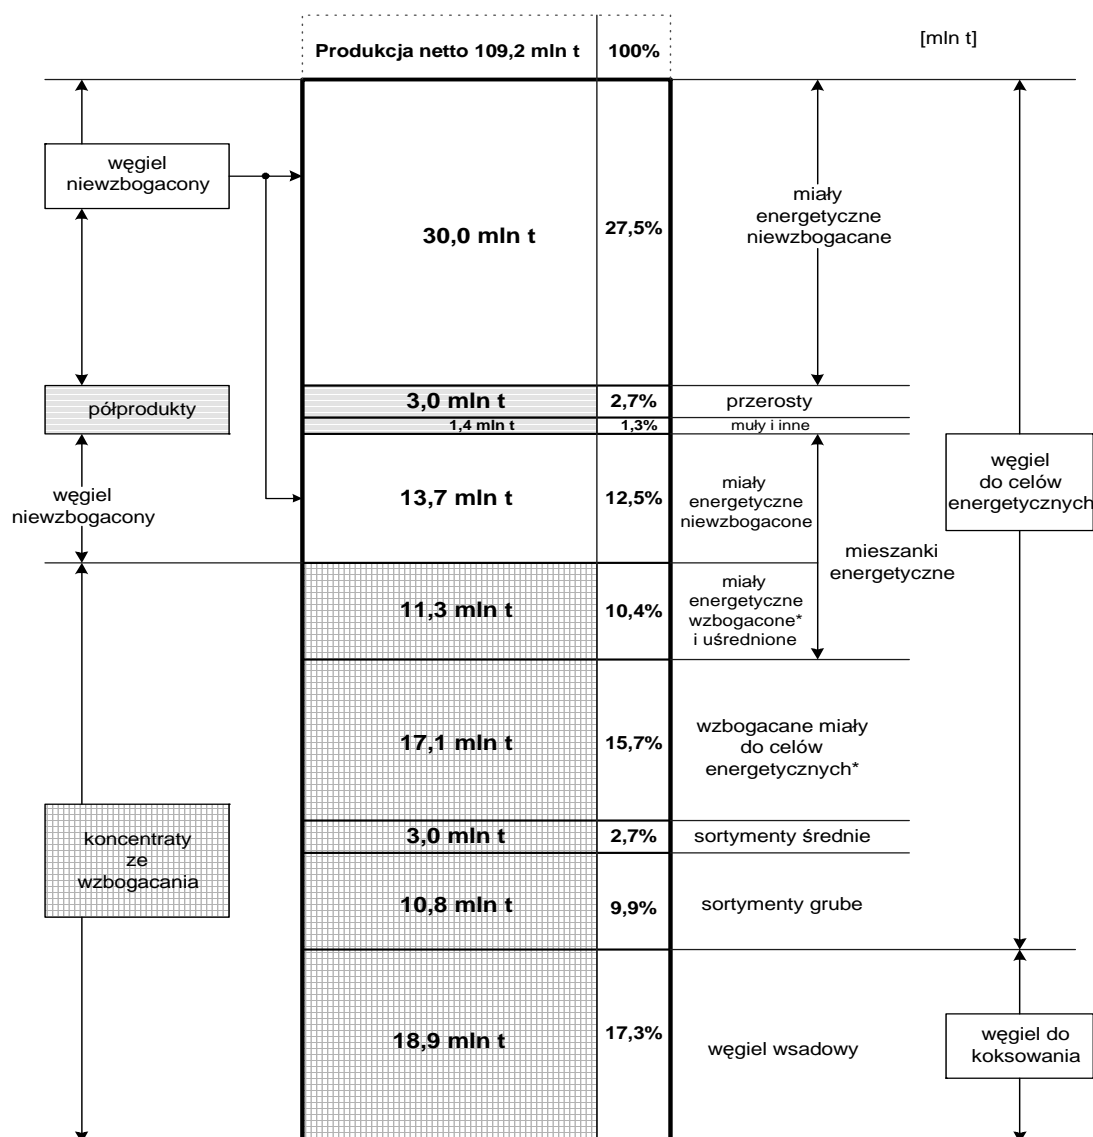 Produkcja netto 109,2 mln t 100%
[mln t]
węgiel
niewzbogacony
30,0 mln t
27,5%
miały
energetyczne
niewzbogacane
półprodukty
3,0 mln t
2,7%
przerosty
1,4 mln t
1,3%
muły i inne
węgiel
niewzbogacony
13,7 mln t
12,5%
miały
energetyczne
niewzbogacone
węgiel
do celów
energetycznych
mieszanki
energetyczne
11,3 mln t
10,4%
miały
energetyczne
wzbogacone*
i uśrednione
17,1 mln t
15,7%
wzbogacane miały
do celów
energetycznych*
koncentraty
ze
wzbogacania
3,0 mln t
2,7%
sortymenty średnie
10,8 mln t
9,9%
sortymenty grube
18,9 mln t
17,3%
węgiel wsadowy
węgiel do
koksowania